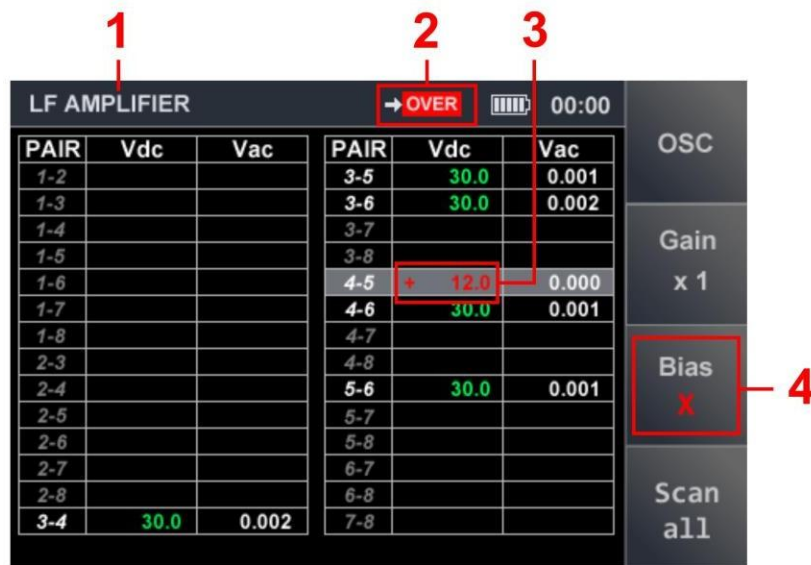 1 2 3
LF AMPLIFIER → OVER 00:00
PAIR Vdc Vac PAIR Vdc Vac
1-2 3-5 30.0 0.001
1-3 3-6 30.0 0.002
1-4 3-7
1-5 3-8
1-6 4-5 + 12.0 0.000
1-7 4-6 30.0 0.001
1-8 4-7
2-3 4-8
2-4 5-6 30.0 0.001
2-5 5-7
2-6 5-8
2-7 6-7
2-8 6-8
3-4 30.0 0.002 7-8
OSC
Gain
x 1
Bias
X
4
Scan
all